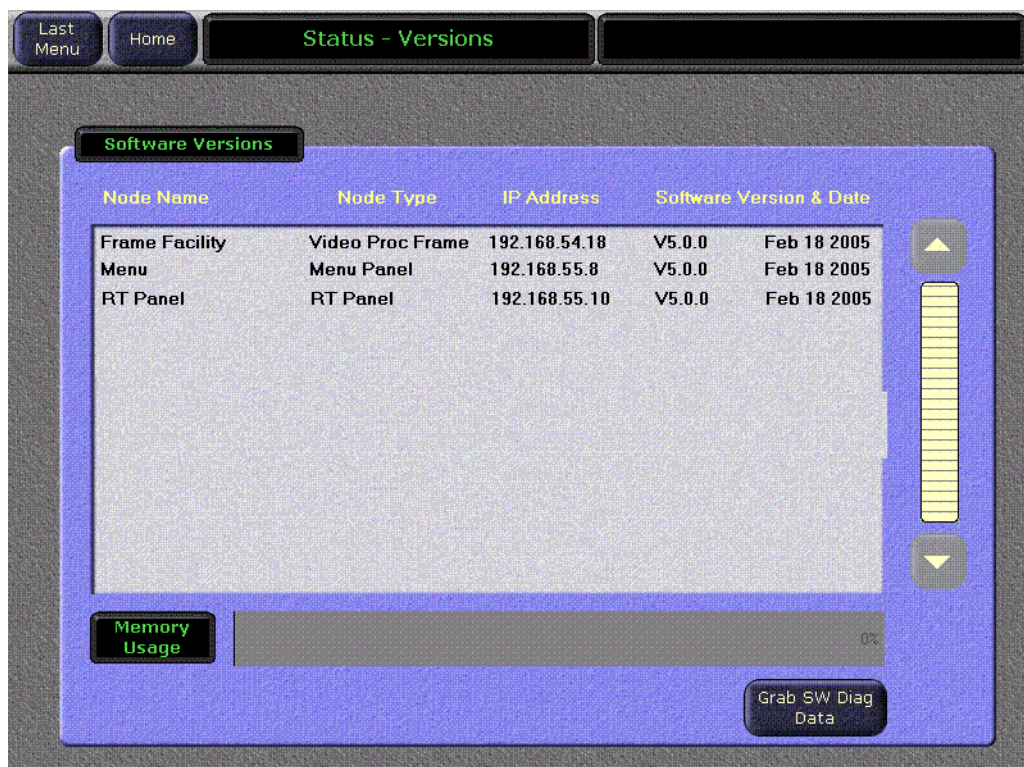 Last Menu
Home
Status - Versions
Software Versions
Node Name Node Type IP Address Software Version & Date
Frame Facility Video Proc Frame 192.168.54.18 V5.0.0 Feb 18 2005
Menu Menu Panel 192.168.55.8 V5.0.0 Feb 18 2005
RT Panel RT Panel 192.168.55.10 V5.0.0 Feb 18 2005
Memory
Usage
0%
Grab SW Diag
Data